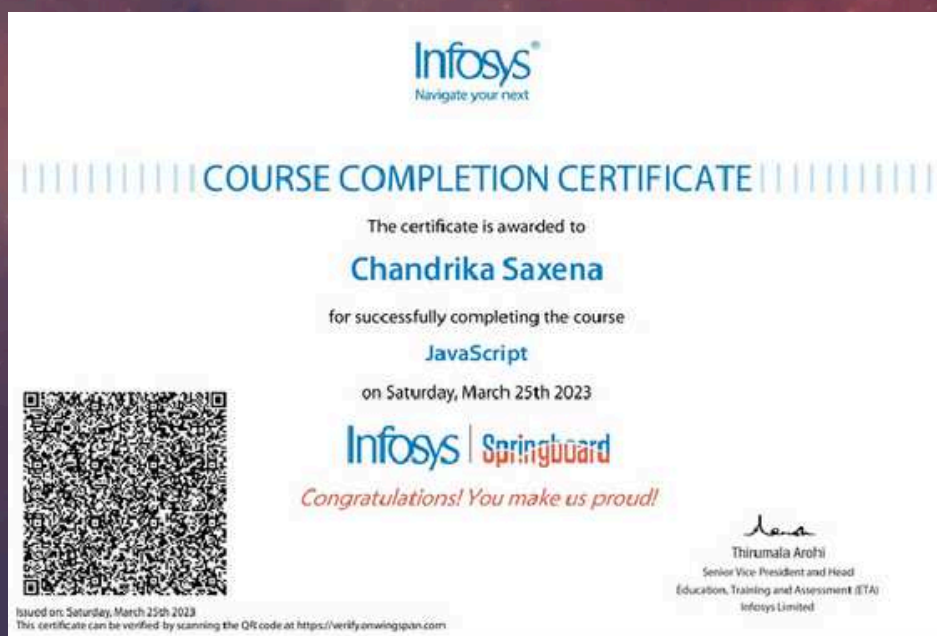 Infosys®
Navigate your next
COURSE COMPLETION CERTIFICATE
The certificate is awarded to
Chandrika Saxena
for successfully completing the course
JavaScript
on Saturday, March 25th 2023
Infosys | Springboard
Congratulations! You make us proud!
Thirumala Arohi
Senior Vice President and Head
Education, Training and Assessment (ETA)
Infosys Limited
Issued on: Saturday, March 25th 2023
This certificate can be verified by scanning the QR code at https://verify.onwingspan.com